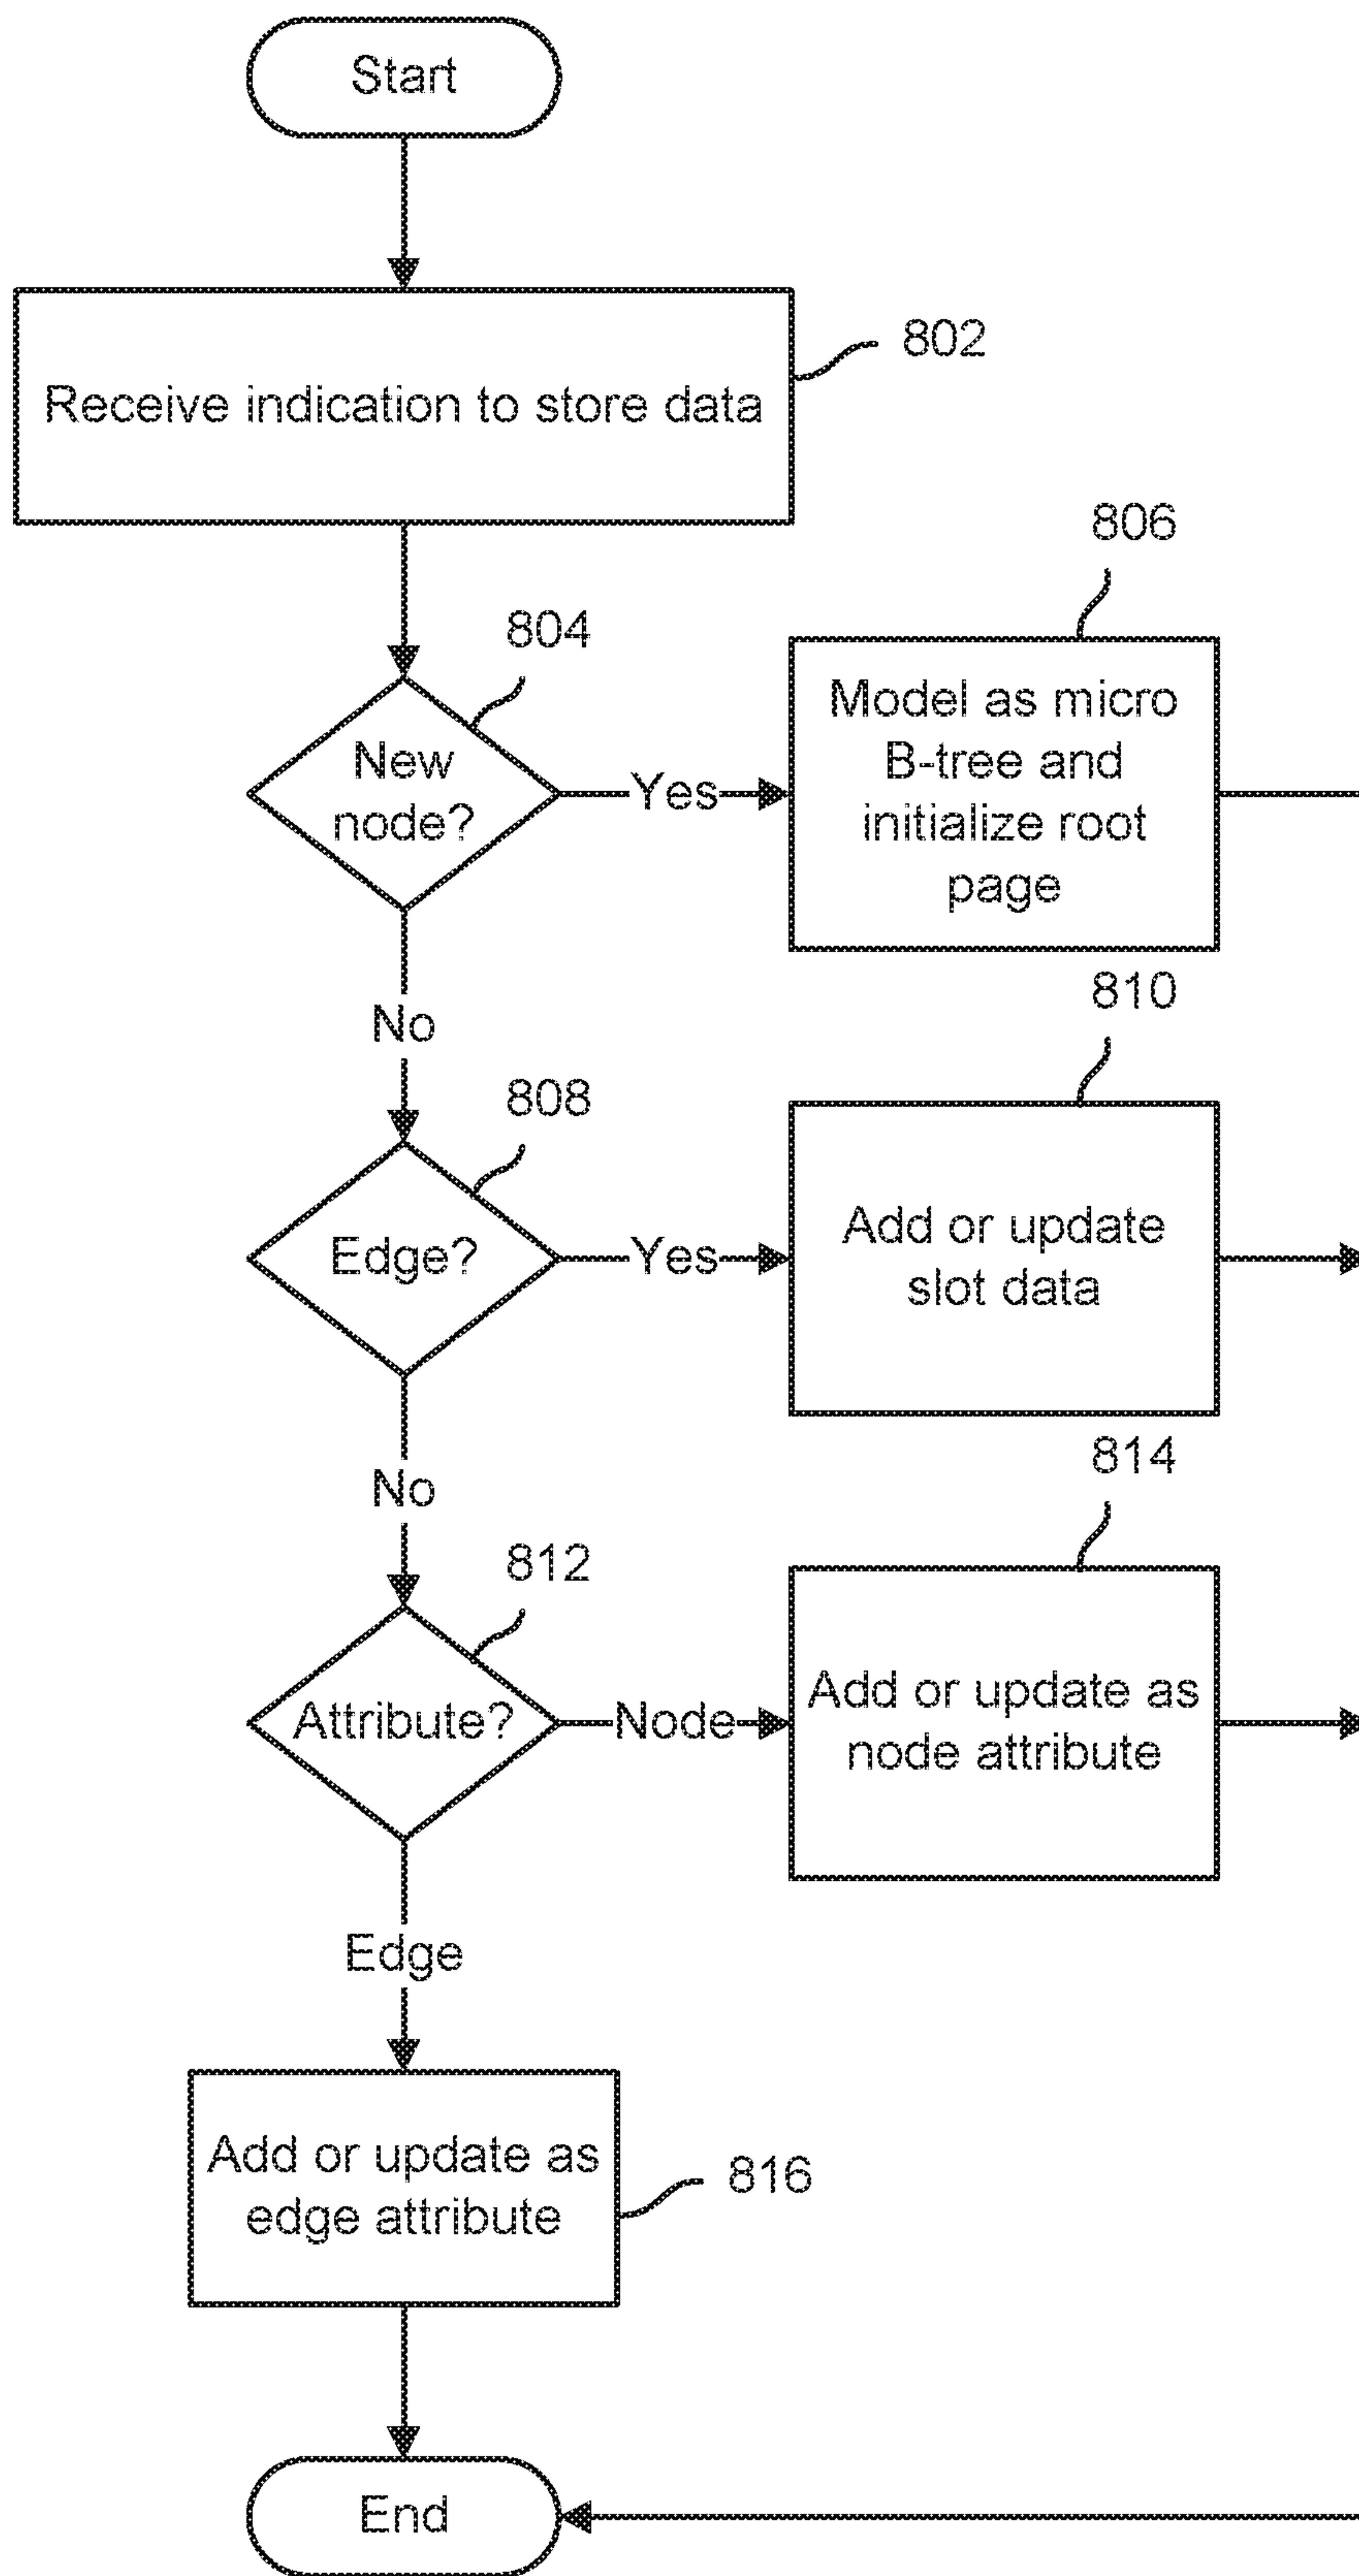 Start
Receive indication to store data
802
804
New
node?
Yes
806
Model as micro
B-tree and
initialize root
page
No
808
Edge?
Yes
810
Add or update
slot data
No
812
Attribute?
Node
814
Add or update as
node attribute
Edge
Add or update as
edge attribute
816
End